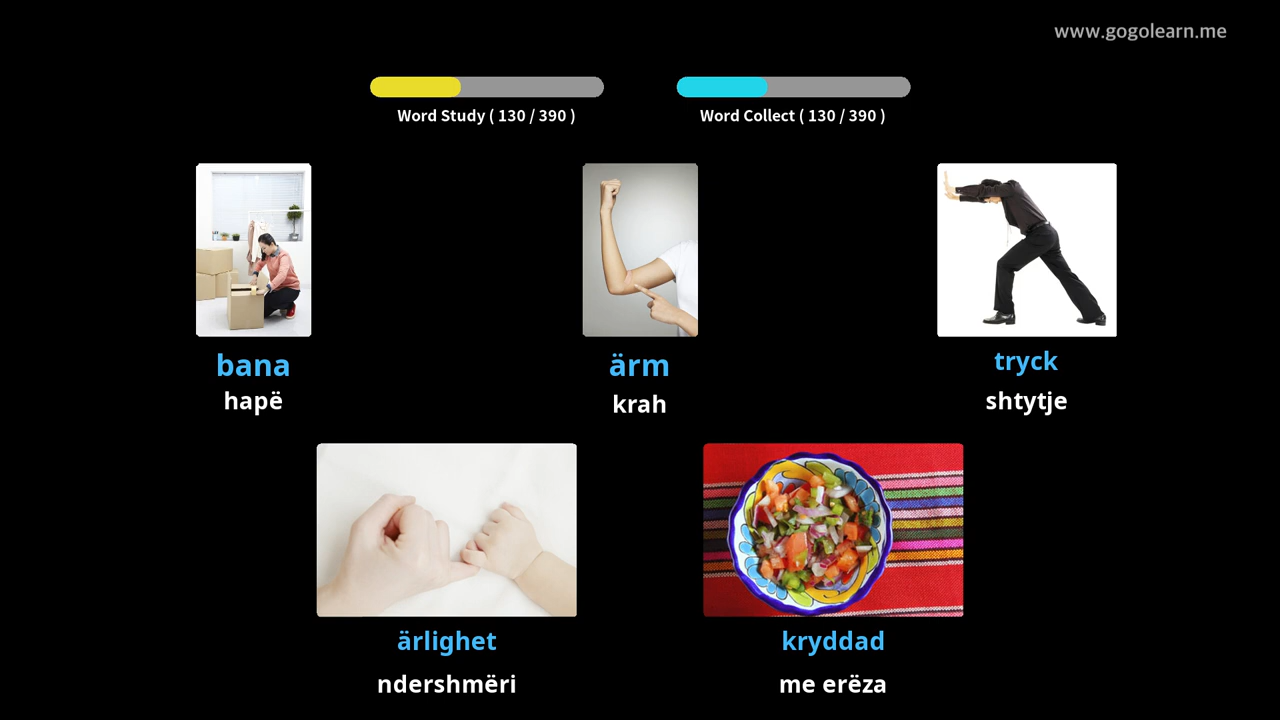 www.gogolearn.me
Word Study ( 130 / 390 )
Word Collect ( 130 / 390 )
bana
hapë
ärm
krah
tryck
shtytje
ärlighet
ndershmëri
kryddad
me erëza